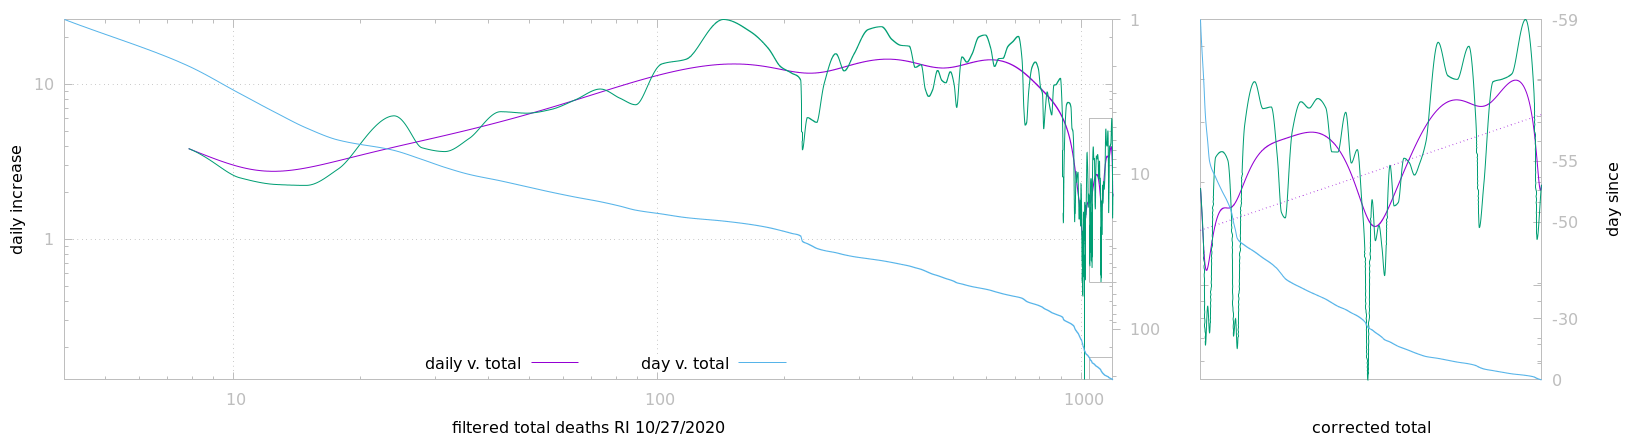 daily increase
10
1
daily v. total
day v. total
10
100
1000
filtered total deaths RI 10/27/2020
1
10
100
corrected total
-59
-55
-50
-30
0
day since